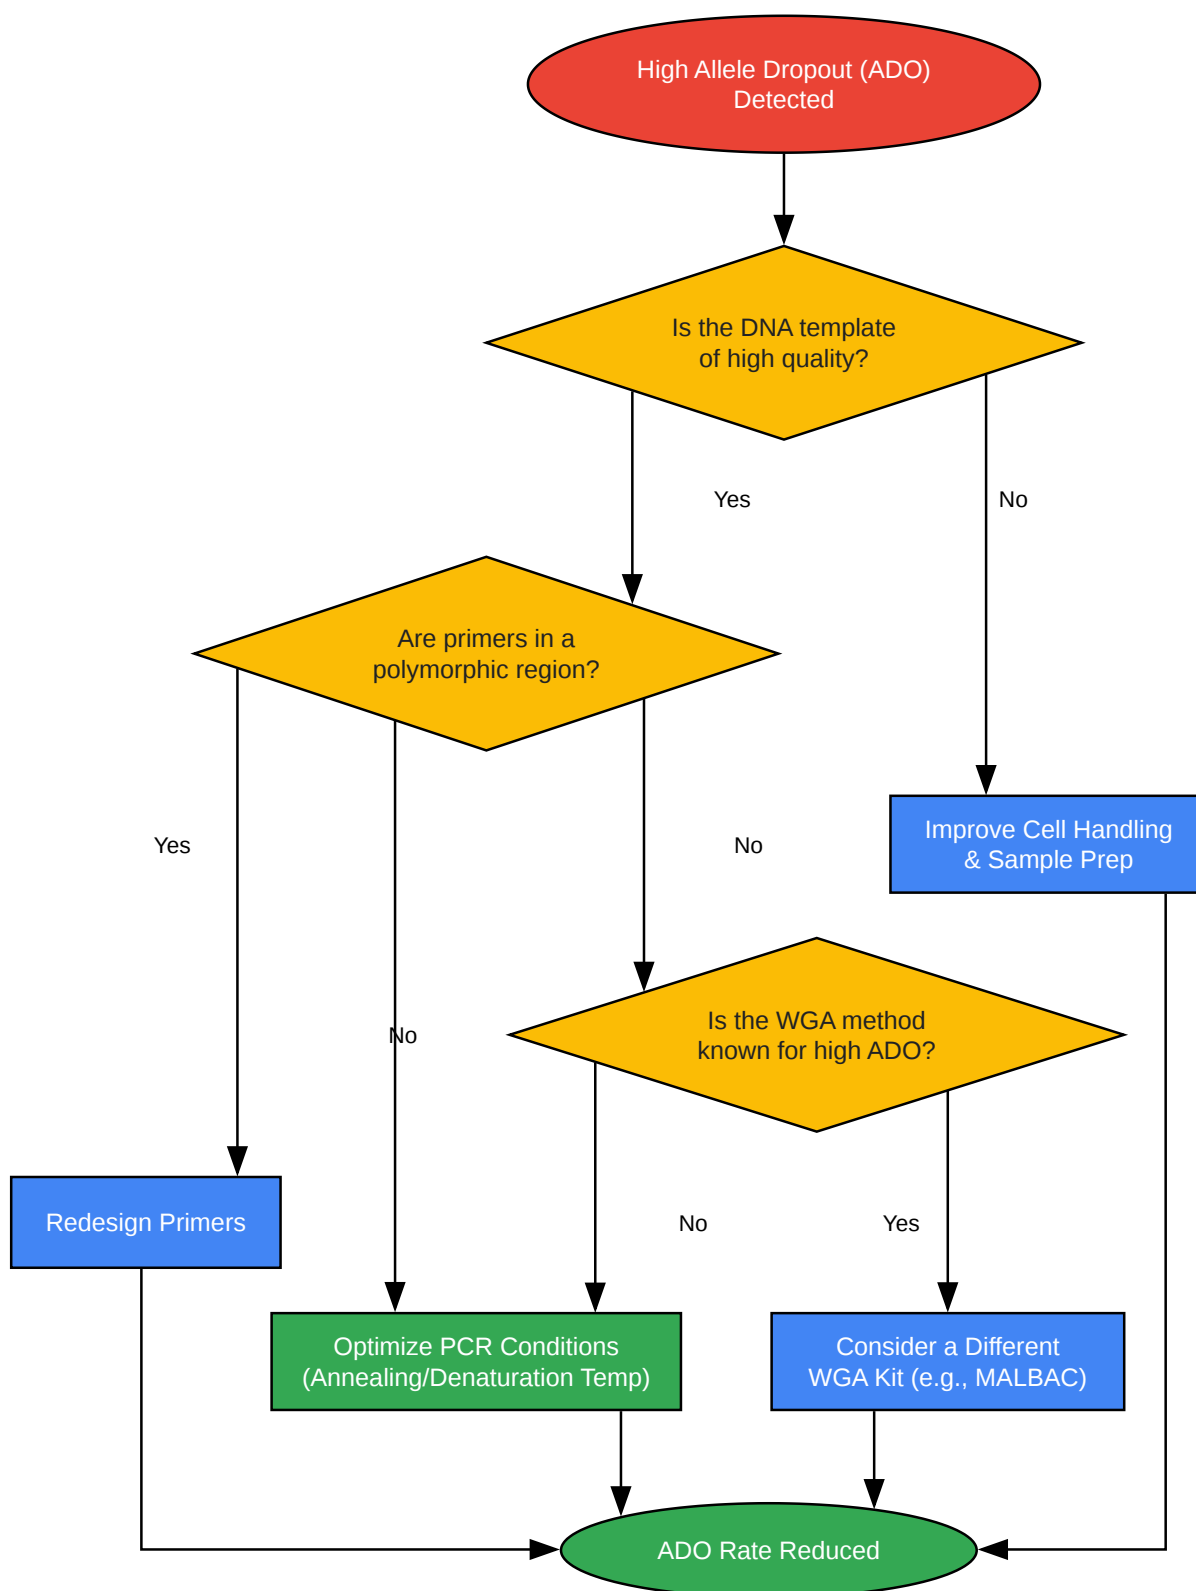 High Allele Dropout (ADO)
Detected
Is the DNA template
of high quality?
Yes
No
Are primers in a
polymorphic region?
Yes
No
Improve Cell Handling
& Sample Prep
Is the WGA method
known for high ADO?
No
Redesign Primers
No
Yes
Optimize PCR Conditions
(Annealing/Denaturation Temp)
Consider a Different
WGA Kit (e.g., MALBAC)
ADO Rate Reduced